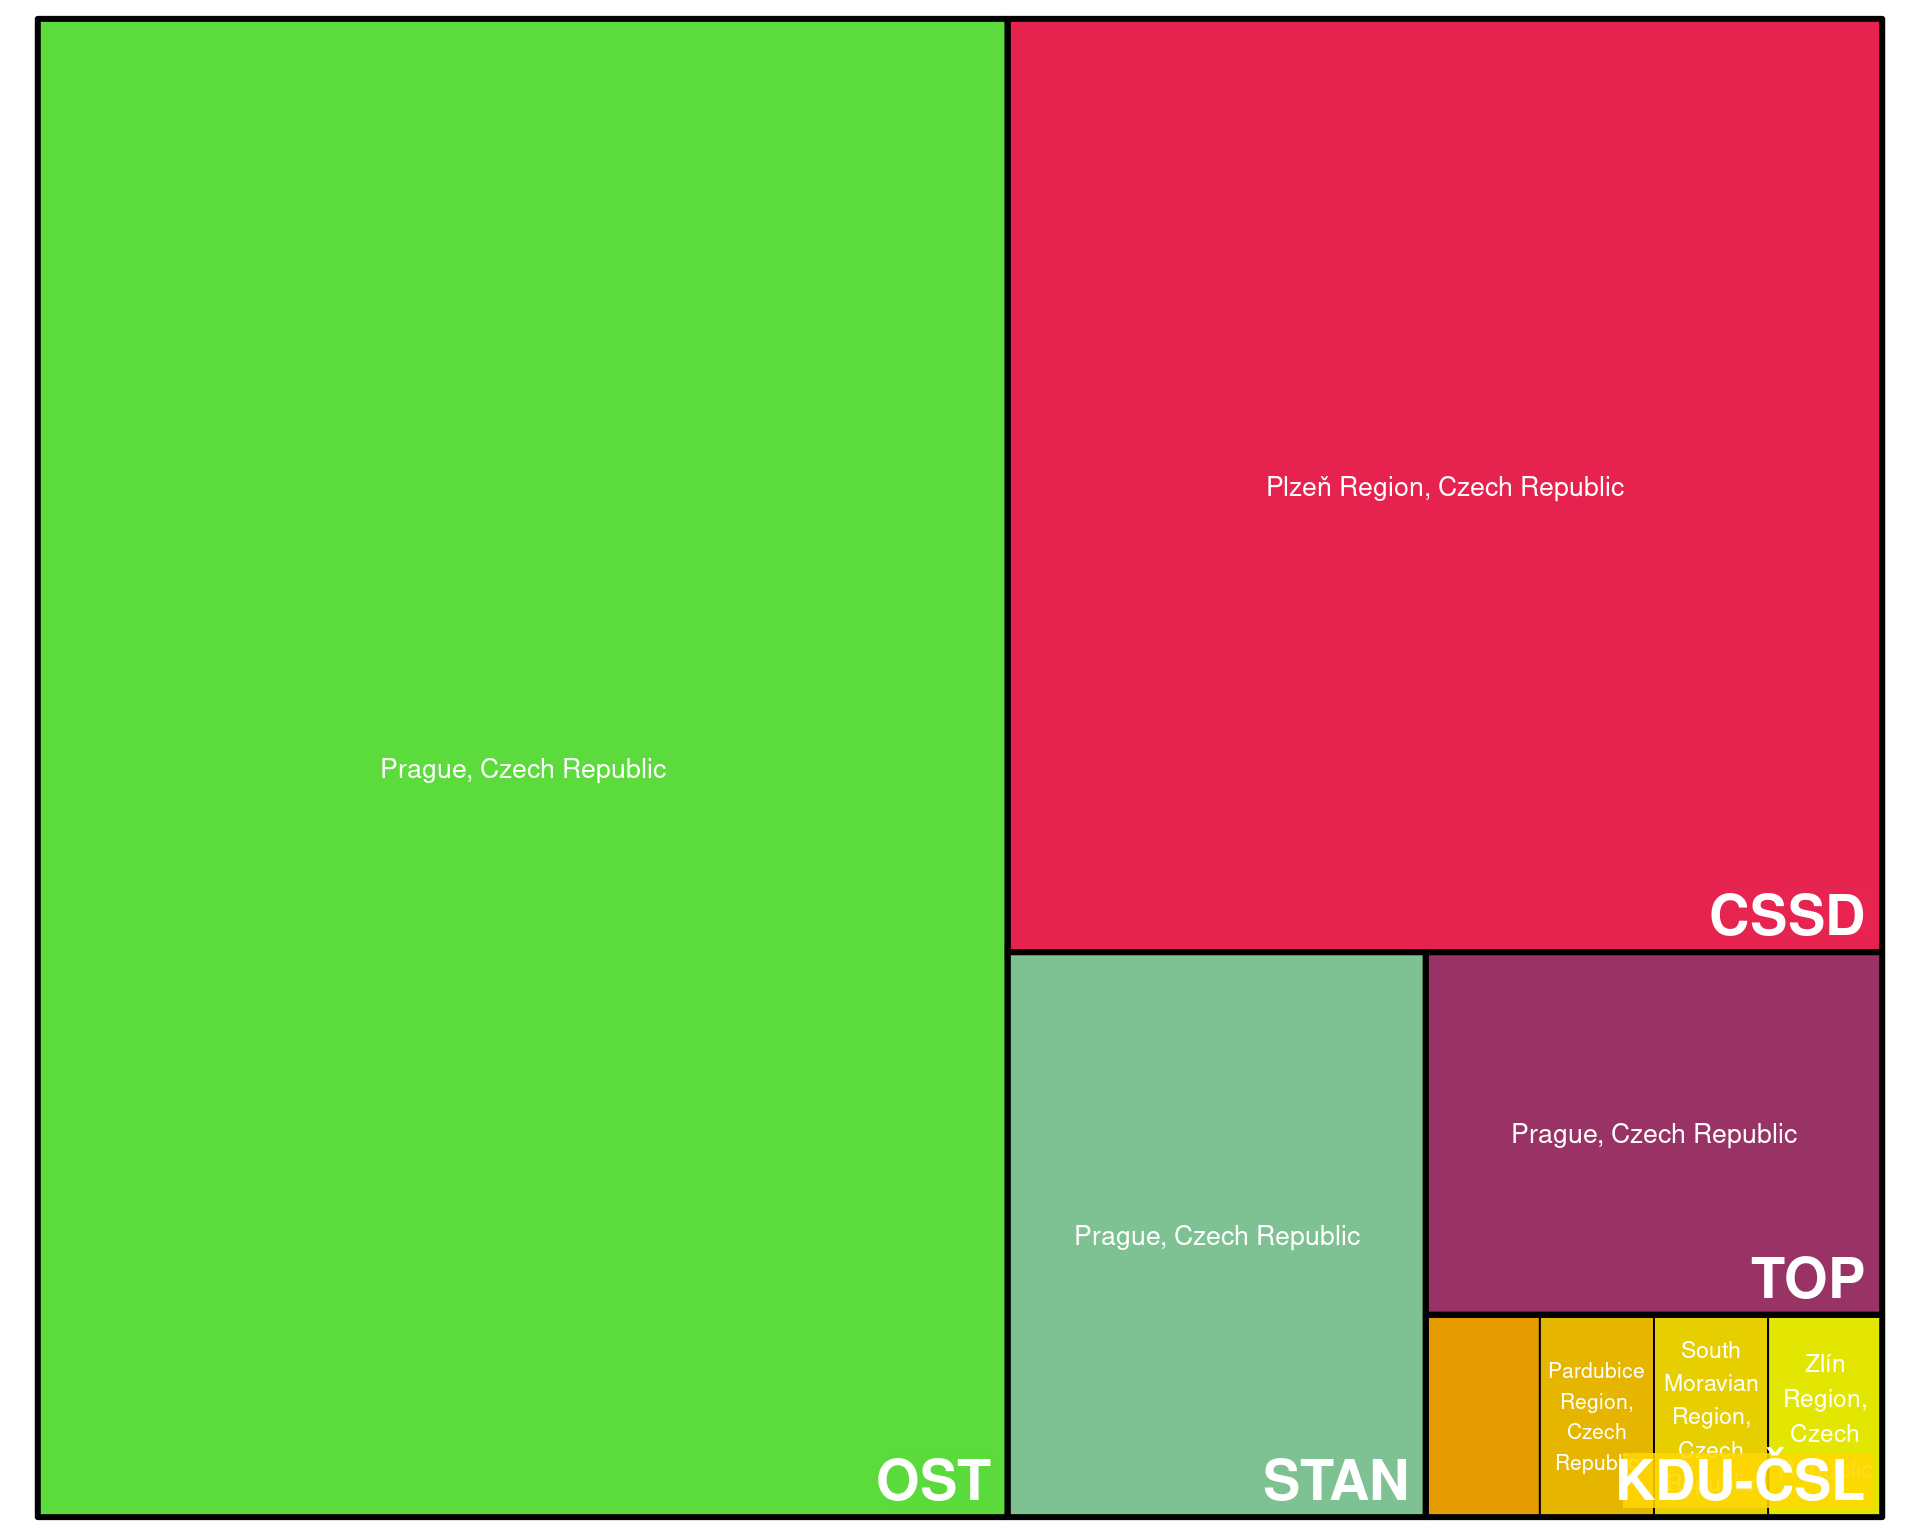 Prague, Czech Republic
OST
Plzeň Region, Czech Republic
CSSD
Prague, Czech Republic
STAN
Prague, Czech Republic
TOP
Pardubice
Region,
Czech
South
Moravian
Region,
Czech
Zlín
Region,
Czech
KDU-ČSL